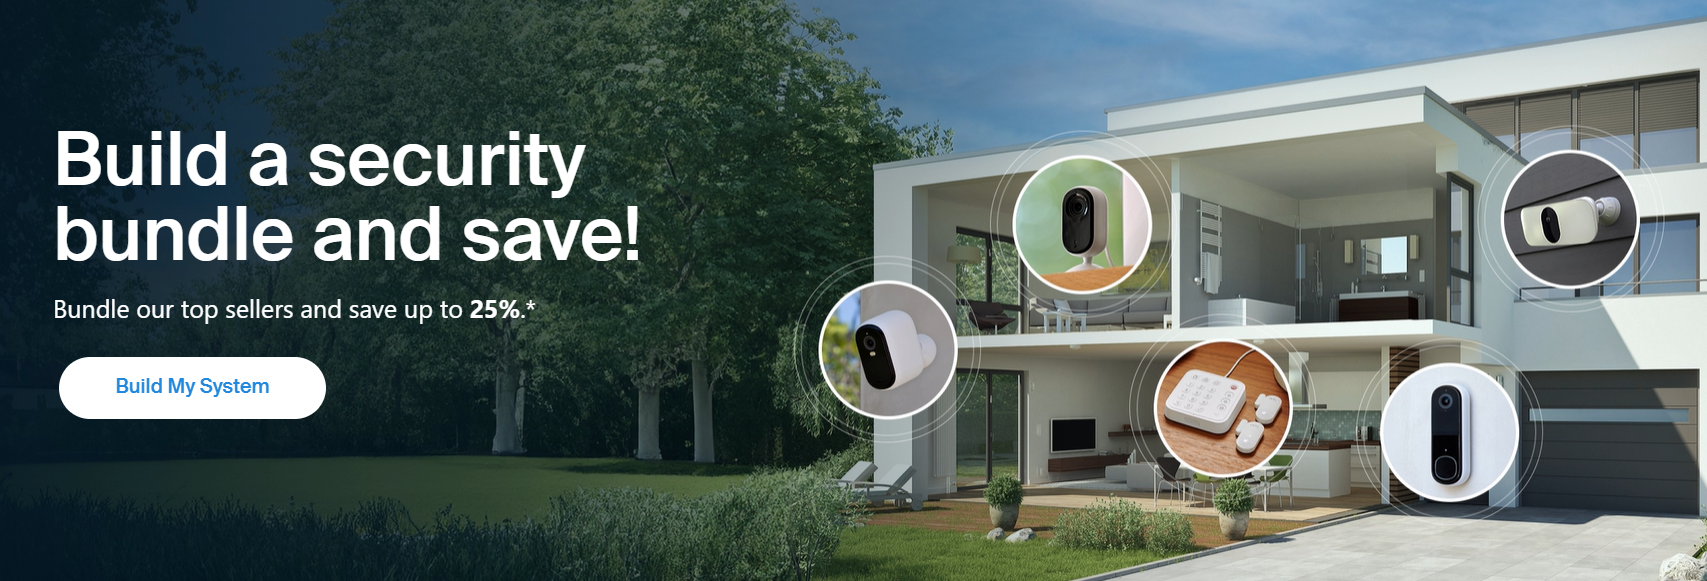 Build a security
bundle and save!
Bundle our top sellers and save up to 25%.*
Build My System